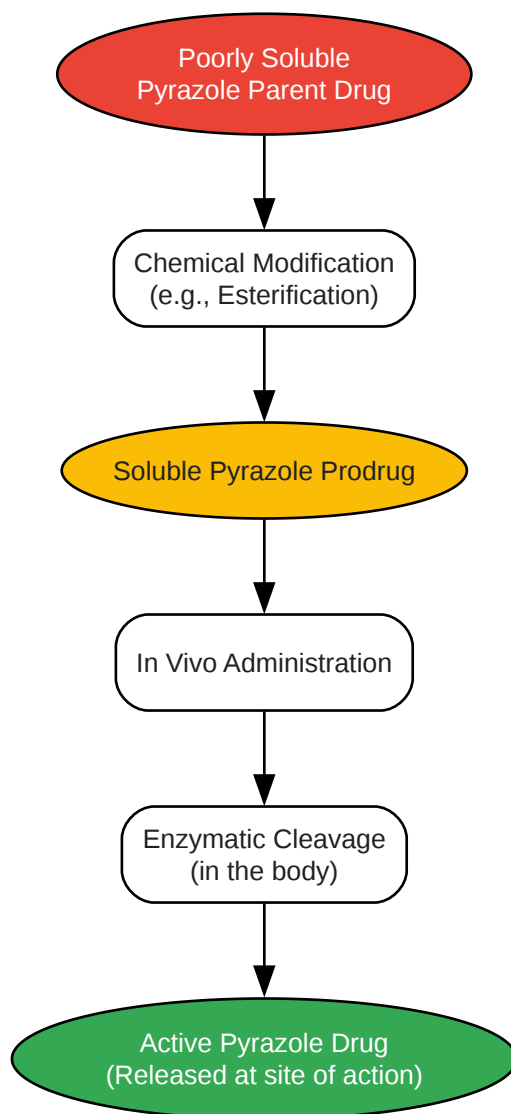 Poorly Soluble
Pyrazole Parent Drug
Chemical Modification
(e.g., Esterification)
Soluble Pyrazole Prodrug
In Vivo Administration
Enzymatic Cleavage
(in the body)
Active Pyrazole Drug
(Released at site of action)